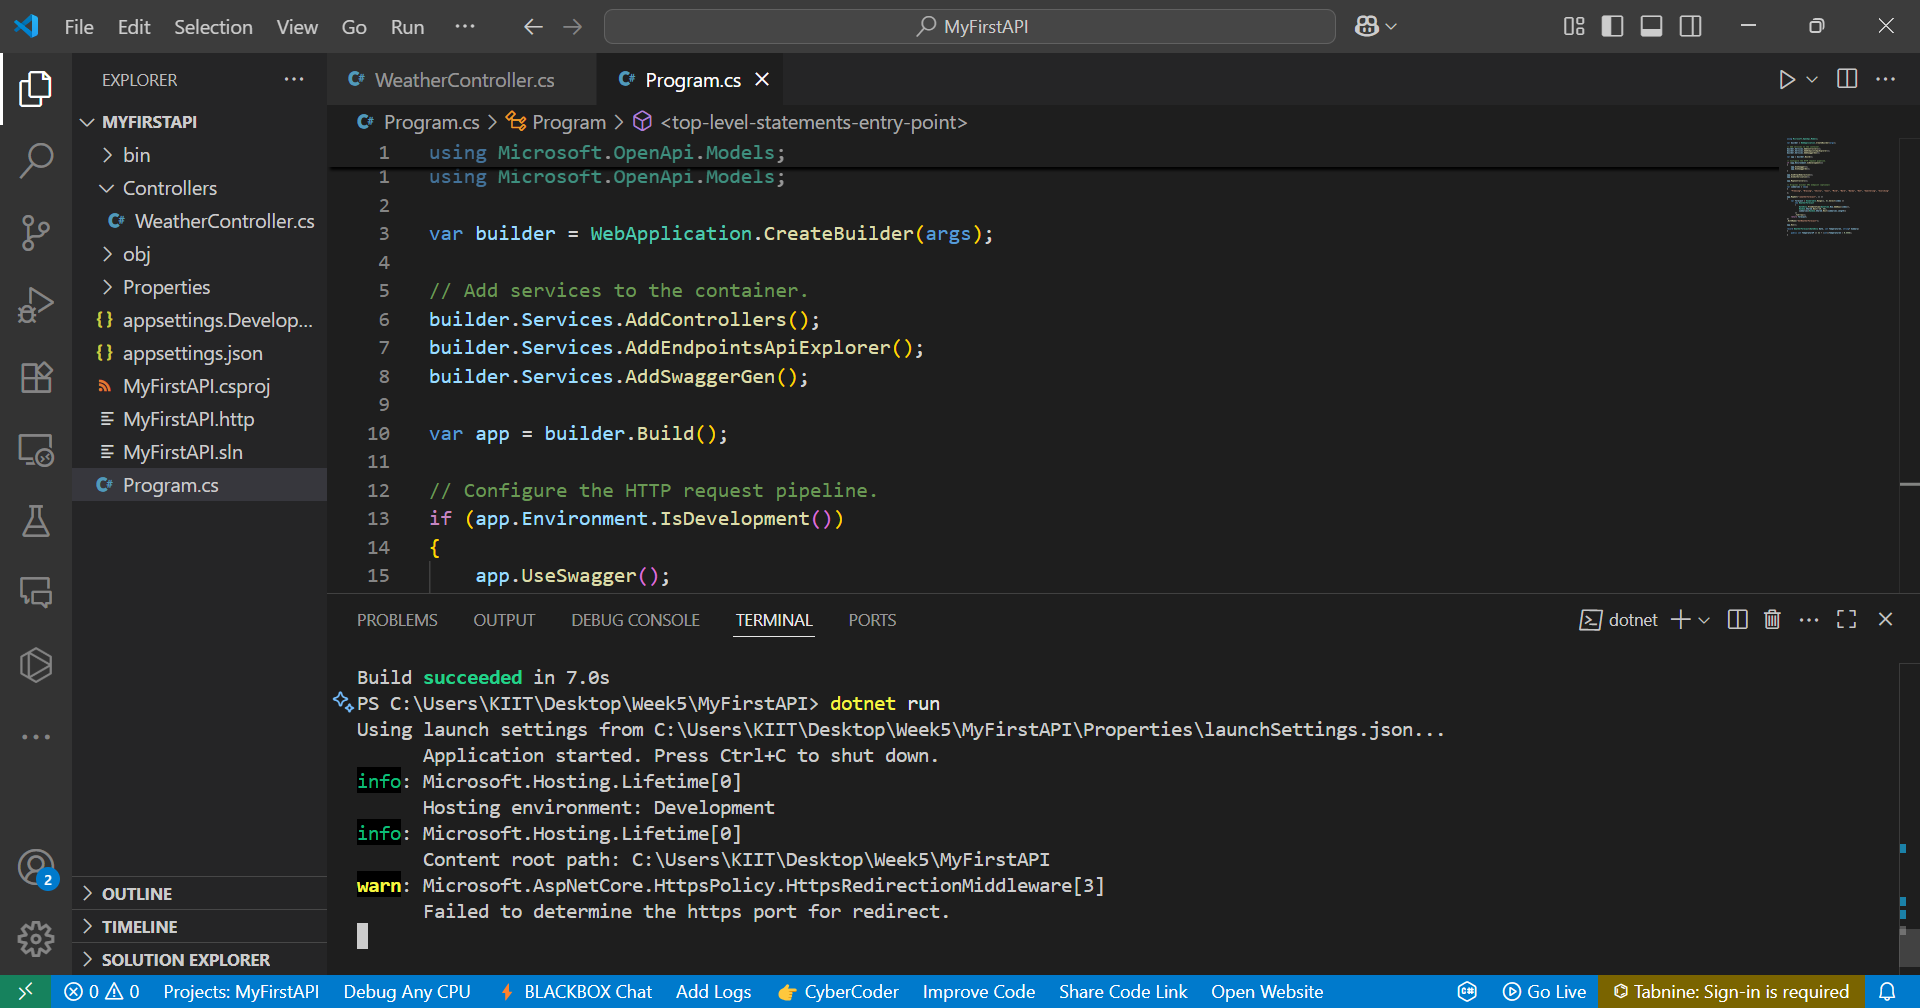 File Edit Selection View Go Run ··· MyFirstAPI
EXPLORER ···
MYFIRSTAPI
bin
Controllers
C# WeatherController.cs
obj
Properties
{} appsettings.Develop...
{} appsettings.json
MyFirstAPI.csproj
MyFirstAPI.http
MyFirstAPI.sln
C# Program.cs
OUTLINE
TIMELINE
SOLUTION EXPLORER
2
C# WeatherController.cs C# Program.cs
C# Program.cs > Program > <top-level-statements-entry-point>
1 using Microsoft.OpenApi.Models;
1 using Microsoft.OpenApi.Models;
2
3 var builder = WebApplication.CreateBuilder(args);
4
5 // Add services to the container.
6 builder.Services.AddControllers();
7 builder.Services.AddEndpointsApiExplorer();
8 builder.Services.AddSwaggerGen();
9
10 var app = builder.Build();
11
12 // Configure the HTTP request pipeline.
13 if (app.Environment.IsDevelopment())
14 {
15 app.UseSwagger();
PROBLEMS OUTPUT DEBUG CONSOLE TERMINAL PORTS dotnet
Build succeeded in 7.0s
PS C:\Users\KIIT\Desktop\Week5\MyFirstAPI> dotnet run
Using launch settings from C:\Users\KIIT\Desktop\Week5\MyFirstAPI\Properties\launchSettings.json...
Application started. Press Ctrl+C to shut down.
info: Microsoft.Hosting.Lifetime[0]
Hosting environment: Development
info: Microsoft.Hosting.Lifetime[0]
Content root path: C:\Users\KIIT\Desktop\Week5\MyFirstAPI
warn: Microsoft.AspNetCore.HttpsPolicy.HttpsRedirectionMiddleware[3]
Failed to determine the https port for redirect.
0 0 Projects: MyFirstAPI Debug Any CPU BLACKBOX Chat Add Logs CyberCoder Improve Code Share Code Link Open Website Go Live Tabnine: Sign-in is required